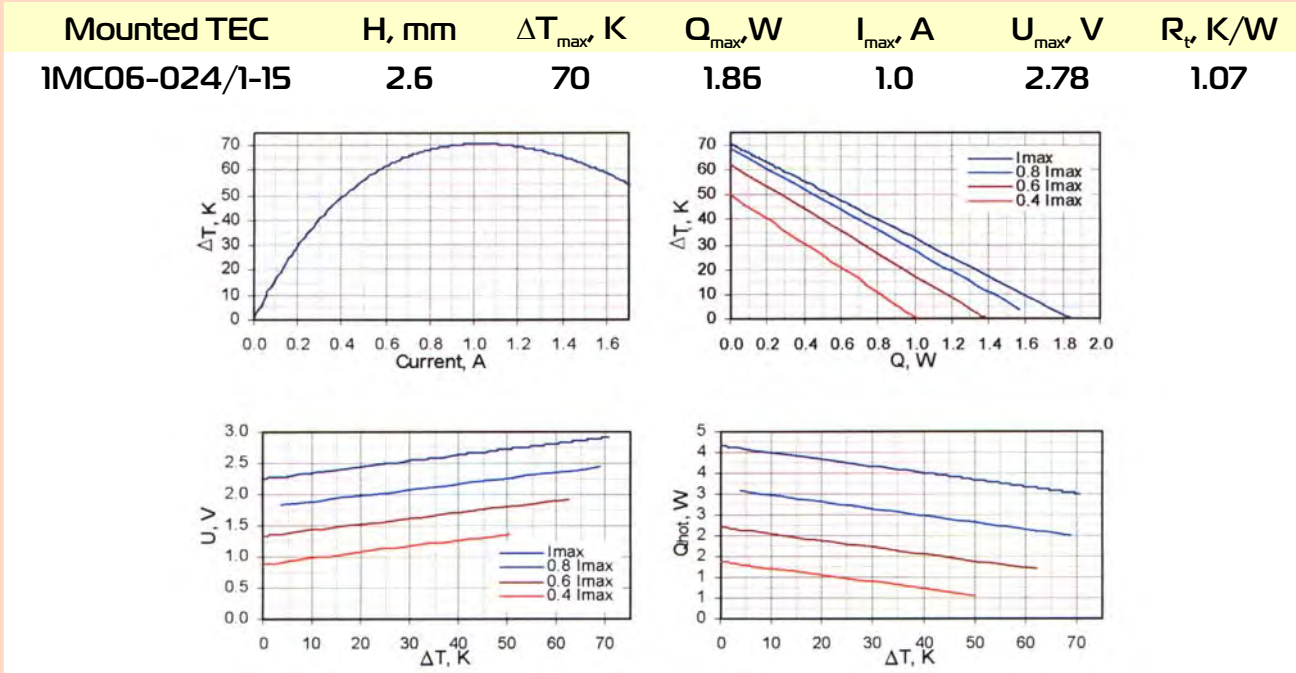 Mounted TEC H, mm ΔTmax, K Qmax, W Imax, A Umax, V Rt, K/W
1MC06-024/1-15 2.6 70 1.86 1.0 2.78 1.07
ΔT, K
70
60
50
40
30
20
10
0
0.0 0.2 0.4 0.6 0.8 1.0 1.2 1.4 1.6
Current, A
ΔT, K
70
60
50
40
30
20
10
0
Imax
0.8 Imax
0.6 Imax
0.4 Imax
0.0 0.2 0.4 0.6 0.8 1.0 1.2 1.4 1.6 1.8 2.0
Q, W
U, V
3.0
2.5
2.0
1.5
1.0
0.5
0.0
Imax
0.8 Imax
0.6 Imax
0.4 Imax
0 10 20 30 40 50 60 70
ΔT, K
Qhot, W
5
4
4
3
3
2
2
1
1
0
0 10 20 30 40 50 60 70
ΔT, K